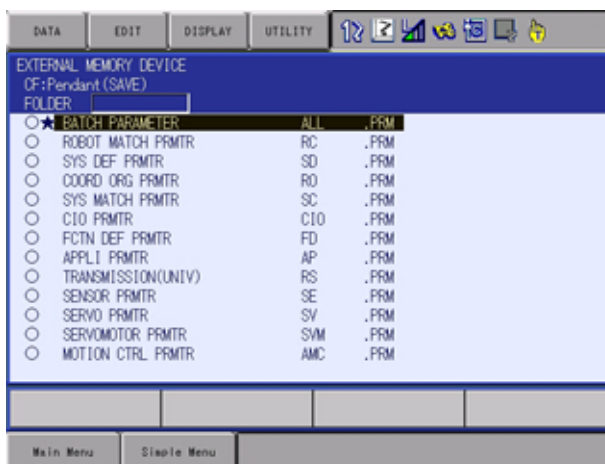 DATA EDIT DISPLAY UTILITY
EXTERNAL MEMORY DEVICE
CF:Pendant(SAVE)
FOLDER
BATCH PARAMETER ALL .PRM
ROBOT MATCH PRMTR RC .PRM
SYS DEF PRMTR SD .PRM
COORD ORG PRMTR RO .PRM
SYS MATCH PRMTR SC .PRM
CIO PRMTR CIO .PRM
FCTN DEF PRMTR FD .PRM
APPLI PRMTR AP .PRM
TRANSMISSION(UNIV) RS .PRM
SENSOR PRMTR SE .PRM
SERVO PRMTR SV .PRM
SERVOMOTOR PRMTR SVM .PRM
MOTION CTRL PRMTR AMC .PRM
Main Menu Simple Menu